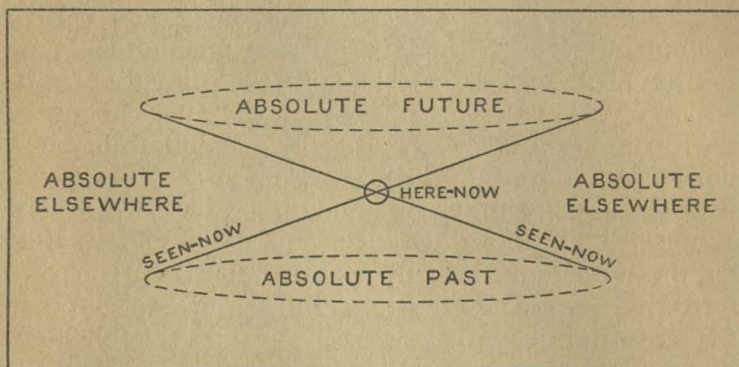 ABSOLUTE FUTURE
ABSOLUTE
ELSEWHERE
HERE-NOW
ABSOLUTE
ELSEWHERE
SEEN-NOW
SEEN-NOW
ABSOLUTE PAST